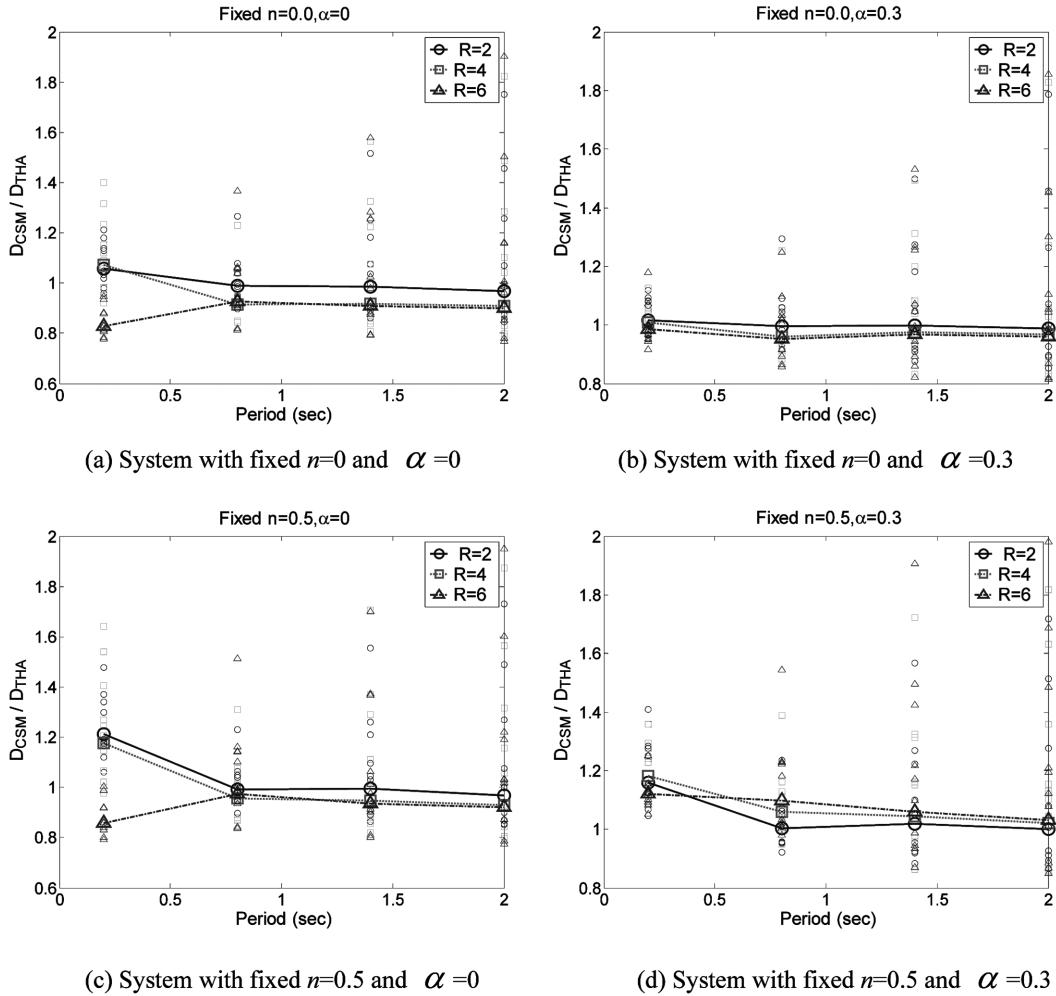 Fixed n=0.0,α=0
2
1.8
1.6
1.4
1.2
1
0.8
0.6
D_CSM / D_THA
R=2
R=4
R=6
0 0.5 1 1.5 2
Period (sec)
(a) System with fixed n=0 and α =0
Fixed n=0.0,α=0.3
2
1.8
1.6
1.4
1.2
1
0.8
D_CSM / D_THA
R=2
R=4
R=6
0 0.5 1 1.5 2
Period (sec)
(b) System with fixed n=0 and α =0.3
Fixed n=0.5,α=0
2
1.8
1.6
1.4
1.2
1
0.8
0.6
D_CSM / D_THA
R=2
R=4
R=6
0 0.5 1 1.5 2
Period (sec)
(c) System with fixed n=0.5 and α =0
Fixed n=0.5,α=0.3
2
1.8
1.6
1.4
1.2
1
0.8
D_CSM / D_THA
R=2
R=4
R=6
0 0.5 1 1.5 2
Period (sec)
(d) System with fixed n=0.5 and α =0.3